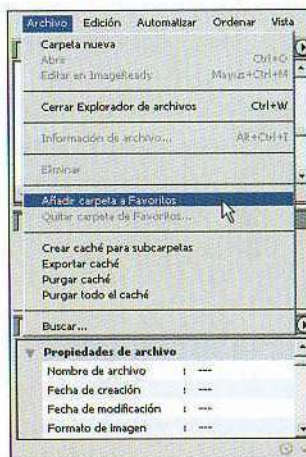 Archivo Edición Automatizar Ordenar Vista
Carpeta nueva
Abrir Ctrl+O
Editar en ImageReady Mayús+Ctrl+M
Cerrar Explorador de archivos Ctrl+W
Información de archivo... Alt+Ctrl+I
Eliminar
Añadir carpeta a Favoritos
Quitar carpeta de Favoritos...
Crear caché para subcarpetas
Exportar caché
Purgar caché
Purgar todo el caché
Buscar...
Propiedades de archivo
Nombre de archivo : ---
Fecha de creación : ---
Fecha de modificación : ---
Formato de imagen : ---